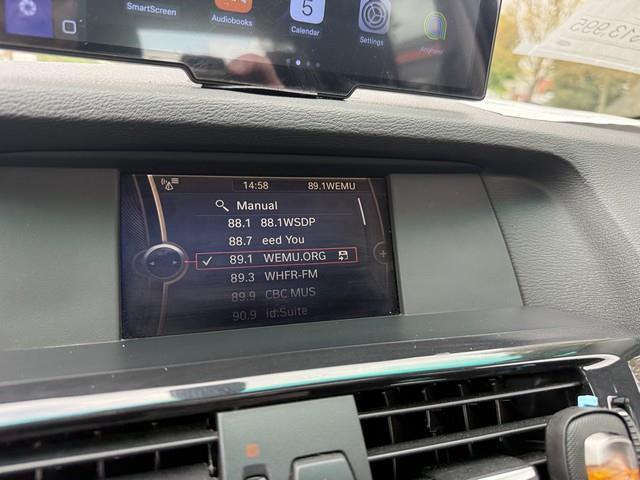 SmartScreen
Audiobooks
5
Calendar
Settings
14:58 89.1WEMU
Manual
88.1 88.1WSDP
88.7 eed You
89.1 WEMU.ORG
89.3 WHFR-FM
89.9 CBC MUS
90.9 id:Suite